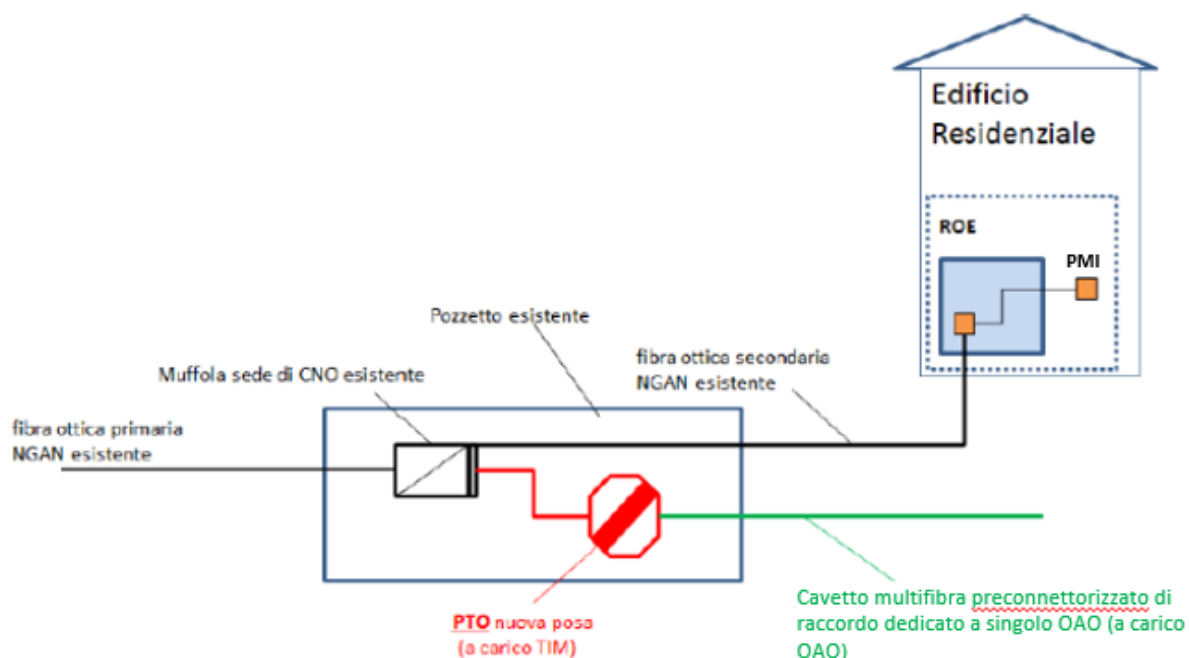 Edificio
Residenziale
ROE
PMI
Pozzetto esistente
Muffola sede di CNO esistente
fibra ottica secondaria
NGAN esistente
fibra ottica primaria
NGAN esistente
PTO nuova posa
(a carico TIM)
Cavetto multifibra preconnettorizzato di
raccordo dedicato a singolo OAO (a carico
OAO)